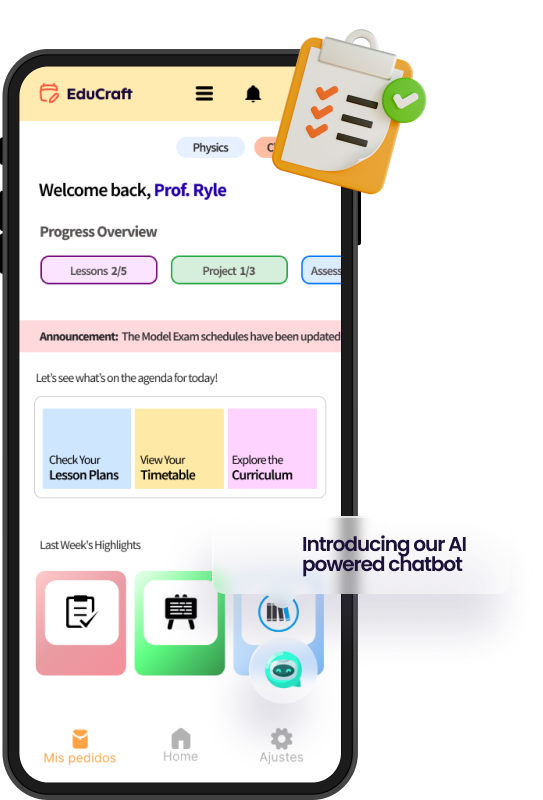 EduCraft
Physics
Welcome back, Prof. Ryle
Progress Overview
Lessons 2/5
Project 1/3
Assess
Announcement: The Model Exam schedules have been updated
Let's see what's on the agenda for today!
Check Your
Lesson Plans
View Your
Timetable
Explore the
Curriculum
Last Week's Highlights
Introducing our AI
powered chatbot
Mis pedidos
Home
Ajustes